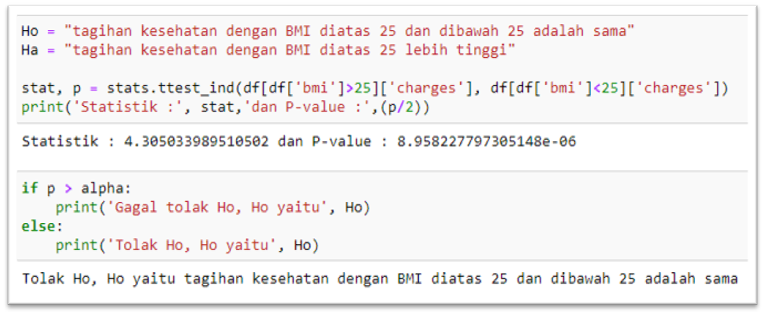 Ho = "tagihan kesehatan dengan BMI diatas 25 dan dibawah 25 adalah sama"
Ha = "tagihan kesehatan dengan BMI diatas 25 lebih tinggi"
stat, p = stats.ttest_ind(df[df['bmi']>25]['charges'], df[df['bmi']<25]['charges'])
print('Statistik :', stat,'dan P-value :',(p/2))
Statistik : 4.305033989510502 dan P-value : 8.958227797305148e-06
if p > alpha:
    print('Gagal tolak Ho, Ho yaitu', Ho)
else:
    print('Tolak Ho, Ho yaitu', Ho)
Tolak Ho, Ho yaitu tagihan kesehatan dengan BMI diatas 25 dan dibawah 25 adalah sama